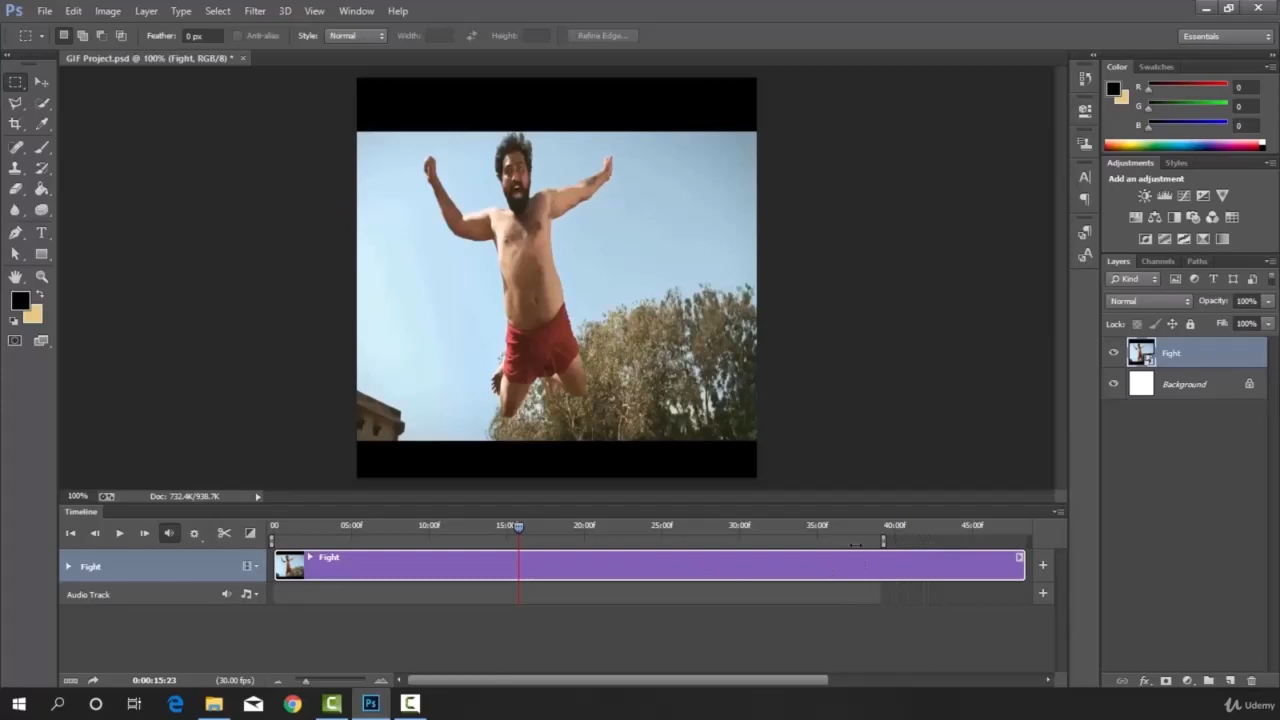 Ps File Edit Image Layer Type Select Filter 3D View Window Help
Feather: 0 px Anti-alias Style: Normal Width: Height: Refine Edge... Essentials
GIF Project.psd @ 100% (Fight, RGB/8) * ×
Color Swatches
R 0
G 0
B 0
Adjustments Styles
Add an adjustment
Layers Channels Paths
Kind
Normal Opacity: 100%
Lock: Fill: 100%
Fight
Background
100% Doc: 732.4K/938.7K
Timeline
00 05:00f 10:00f 15:00f 20:00f 25:00f 30:00f 35:00f 40:00f 45:00f
Fight Fight
Audio Track
0:00:15:23 (30.00 fps)
Udemy